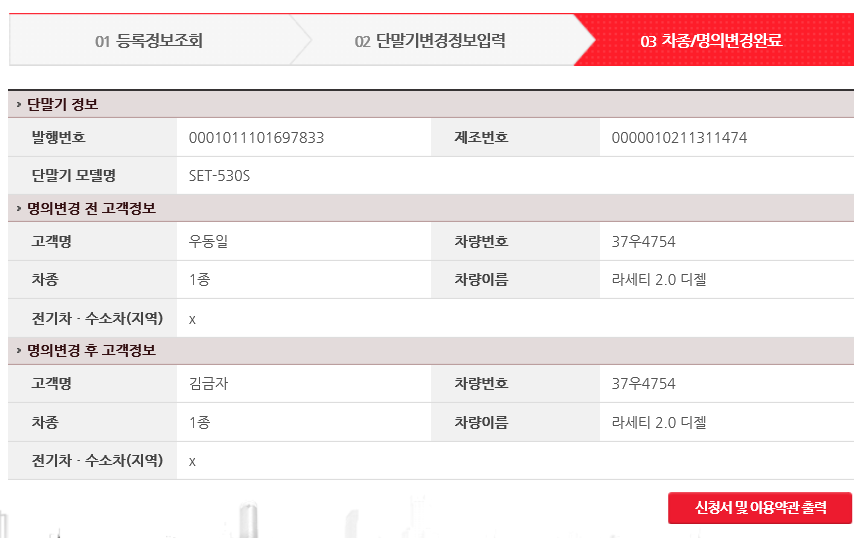 01 등록정보조회
02 단말기변경정보입력
03 차종/명의변경완료
단말기 정보
발행번호 0001011101697833 제조번호 0000010211311474
단말기 모델명 SET-530S
명의변경 전 고객정보
고객명 우동일 차량번호 37우4754
차종 1종 차량이름 라세티 2.0 디젤
전기차 · 수소차(지역) x
명의변경 후 고객정보
고객명 김금자 차량번호 37우4754
차종 1종 차량이름 라세티 2.0 디젤
전기차 · 수소차(지역) x
신청서 및 이용약관 출력